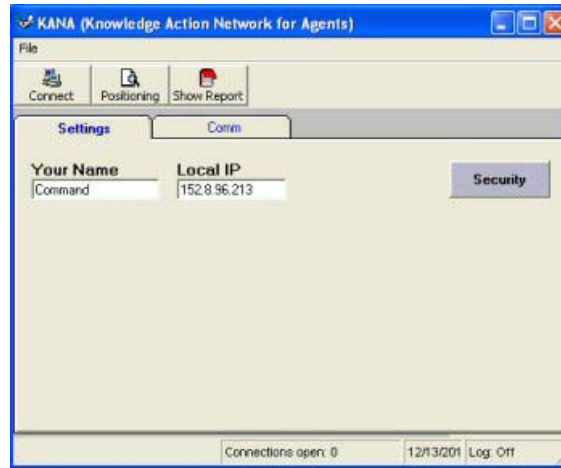 KANA (Knowledge Action Network for Agents)
File
Connect Positioning Show Report
Settings Comm
Your Name Local IP
Command 152.8.96.213 Security
Connections open: 0 12/13/201 Log: Off